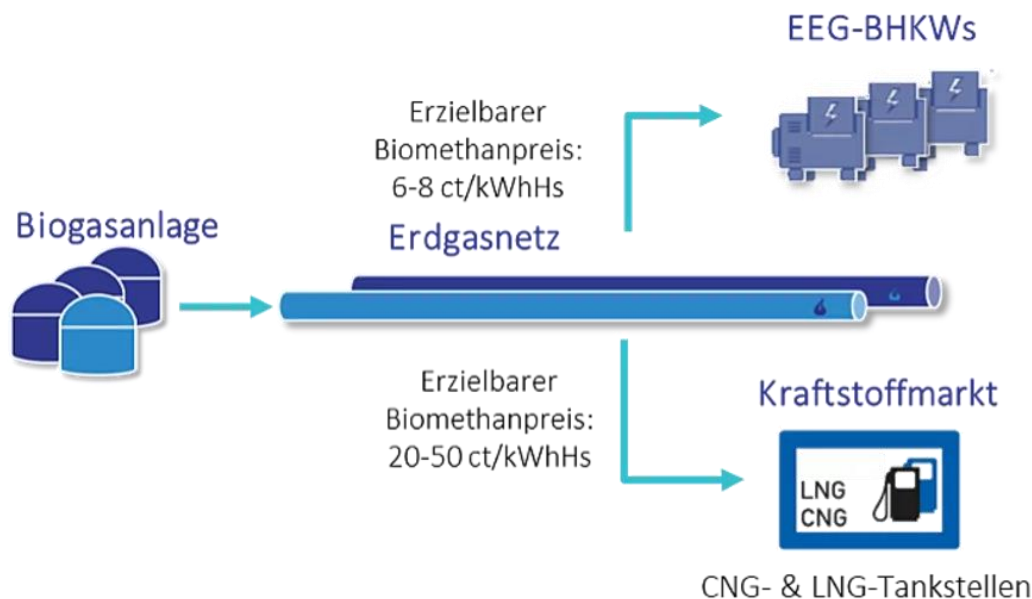 EEG-BHKWs
Erzielbarer
Biomethanpreis:
6-8 ct/kWhHs
Biogasanlage
Erdgasnetz
Erzielbarer
Biomethanpreis:
20-50 ct/kWhHs
Kraftstoffmarkt
LNG
CNG
CNG- & LNG-Tankstellen